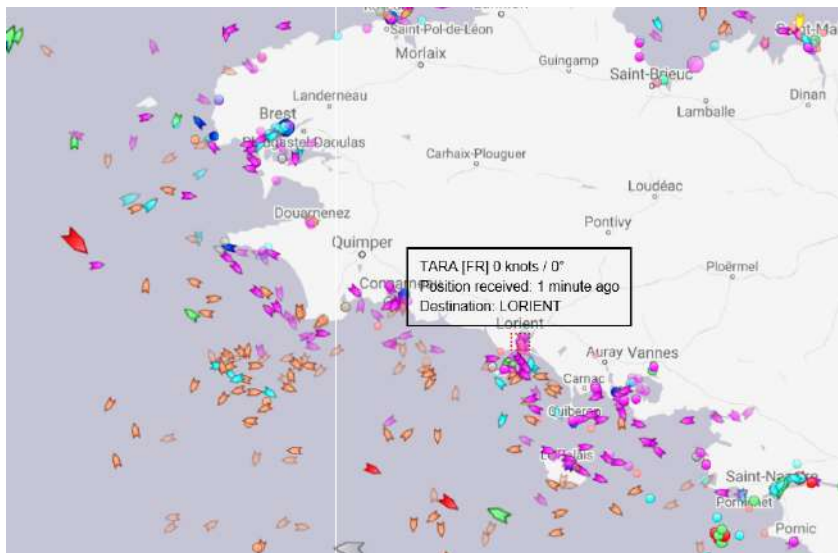 Saint-Pol-de-Léon
Morlaix
Guingamp
Saint-Brieuc
Landerneau
Lamballe
Dinan
Brest
Plougastel-Daoulas
Carhaix-Plouguer
Loudéac
Douarnenez
Pontivy
Quimper
Ploërmel
TARA [FR] 0 knots / 0°
Position received: 1 minute ago
Destination: LORIENT
Lorient
Auray
Vannes
Carnac
Quiberon
Saint-Nazaire
Pornichet
Pornic